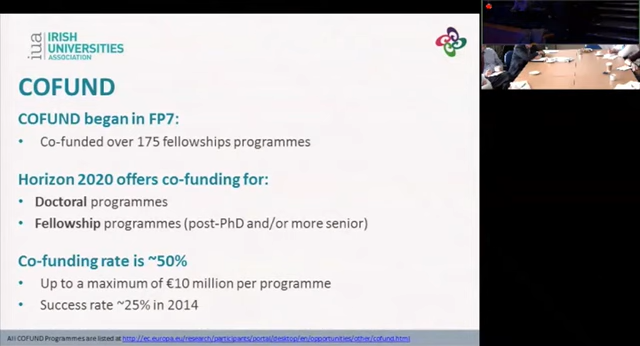 iua
IRISH
UNIVERSITIES
ASSOCIATION
COFUND
COFUND began in FP7:
• Co-funded over 175 fellowships programmes
Horizon 2020 offers co-funding for:
• Doctoral programmes
• Fellowship programmes (post-PhD and/or more senior)
Co-funding rate is ~50%
• Up to a maximum of €10 million per programme
• Success rate ~25% in 2014
All COFUND Programmes are listed at http://ec.europa.eu/research/participants/portal/desktop/en/opportunities/other/cofund.html